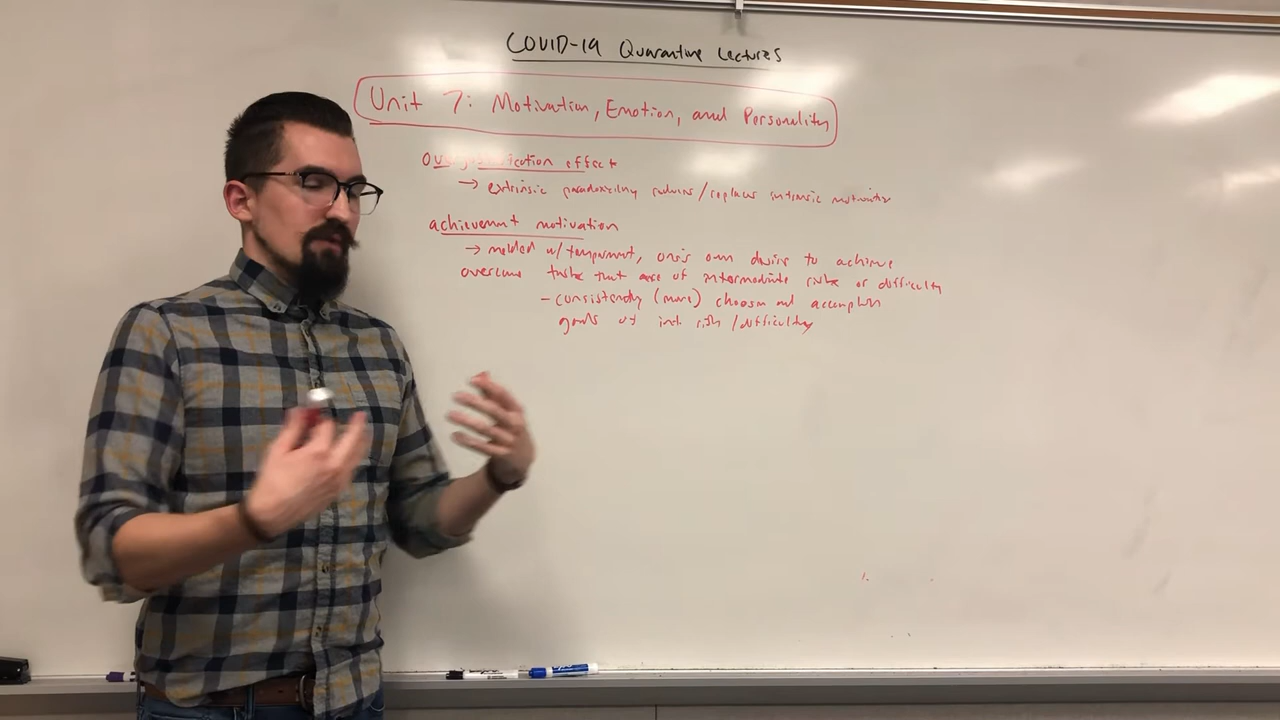 COVID-19 Quarantine Lectures
Unit 7: Motivation, Emotion, and Personality
Overjustification effect
→ extrinsic paradoxically reduces/replaces intrinsic motivation
achievement motivation
→ melded w/temperament, one's own desire to achieve
overcome tasks that are of intermediate risk or difficulty
- consistently (more) choosing and accomplish
goals of int. risk/difficulty